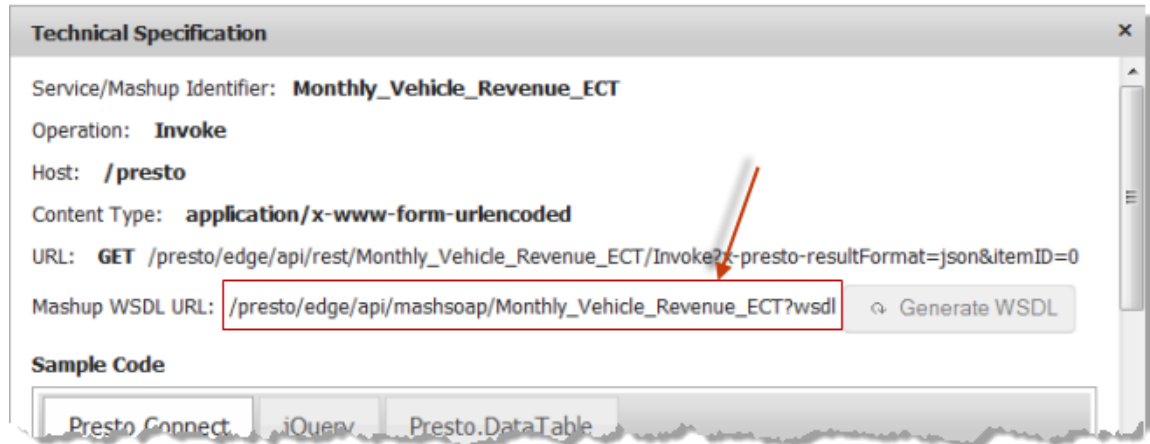 Technical Specification ×
Service/Mashup Identifier: Monthly_Vehicle_Revenue_ECT
Operation: Invoke
Host: /presto
Content Type: application/x-www-form-urlencoded
URL: GET /presto/edge/api/rest/Monthly_Vehicle_Revenue_ECT/Invoke?x-presto-resultFormat=json&itemID=0
Mashup WSDL URL: /presto/edge/api/mashsoap/Monthly_Vehicle_Revenue_ECT?wsdl Generate WSDL
Sample Code
Presto Connect jQuery Presto.DataTable